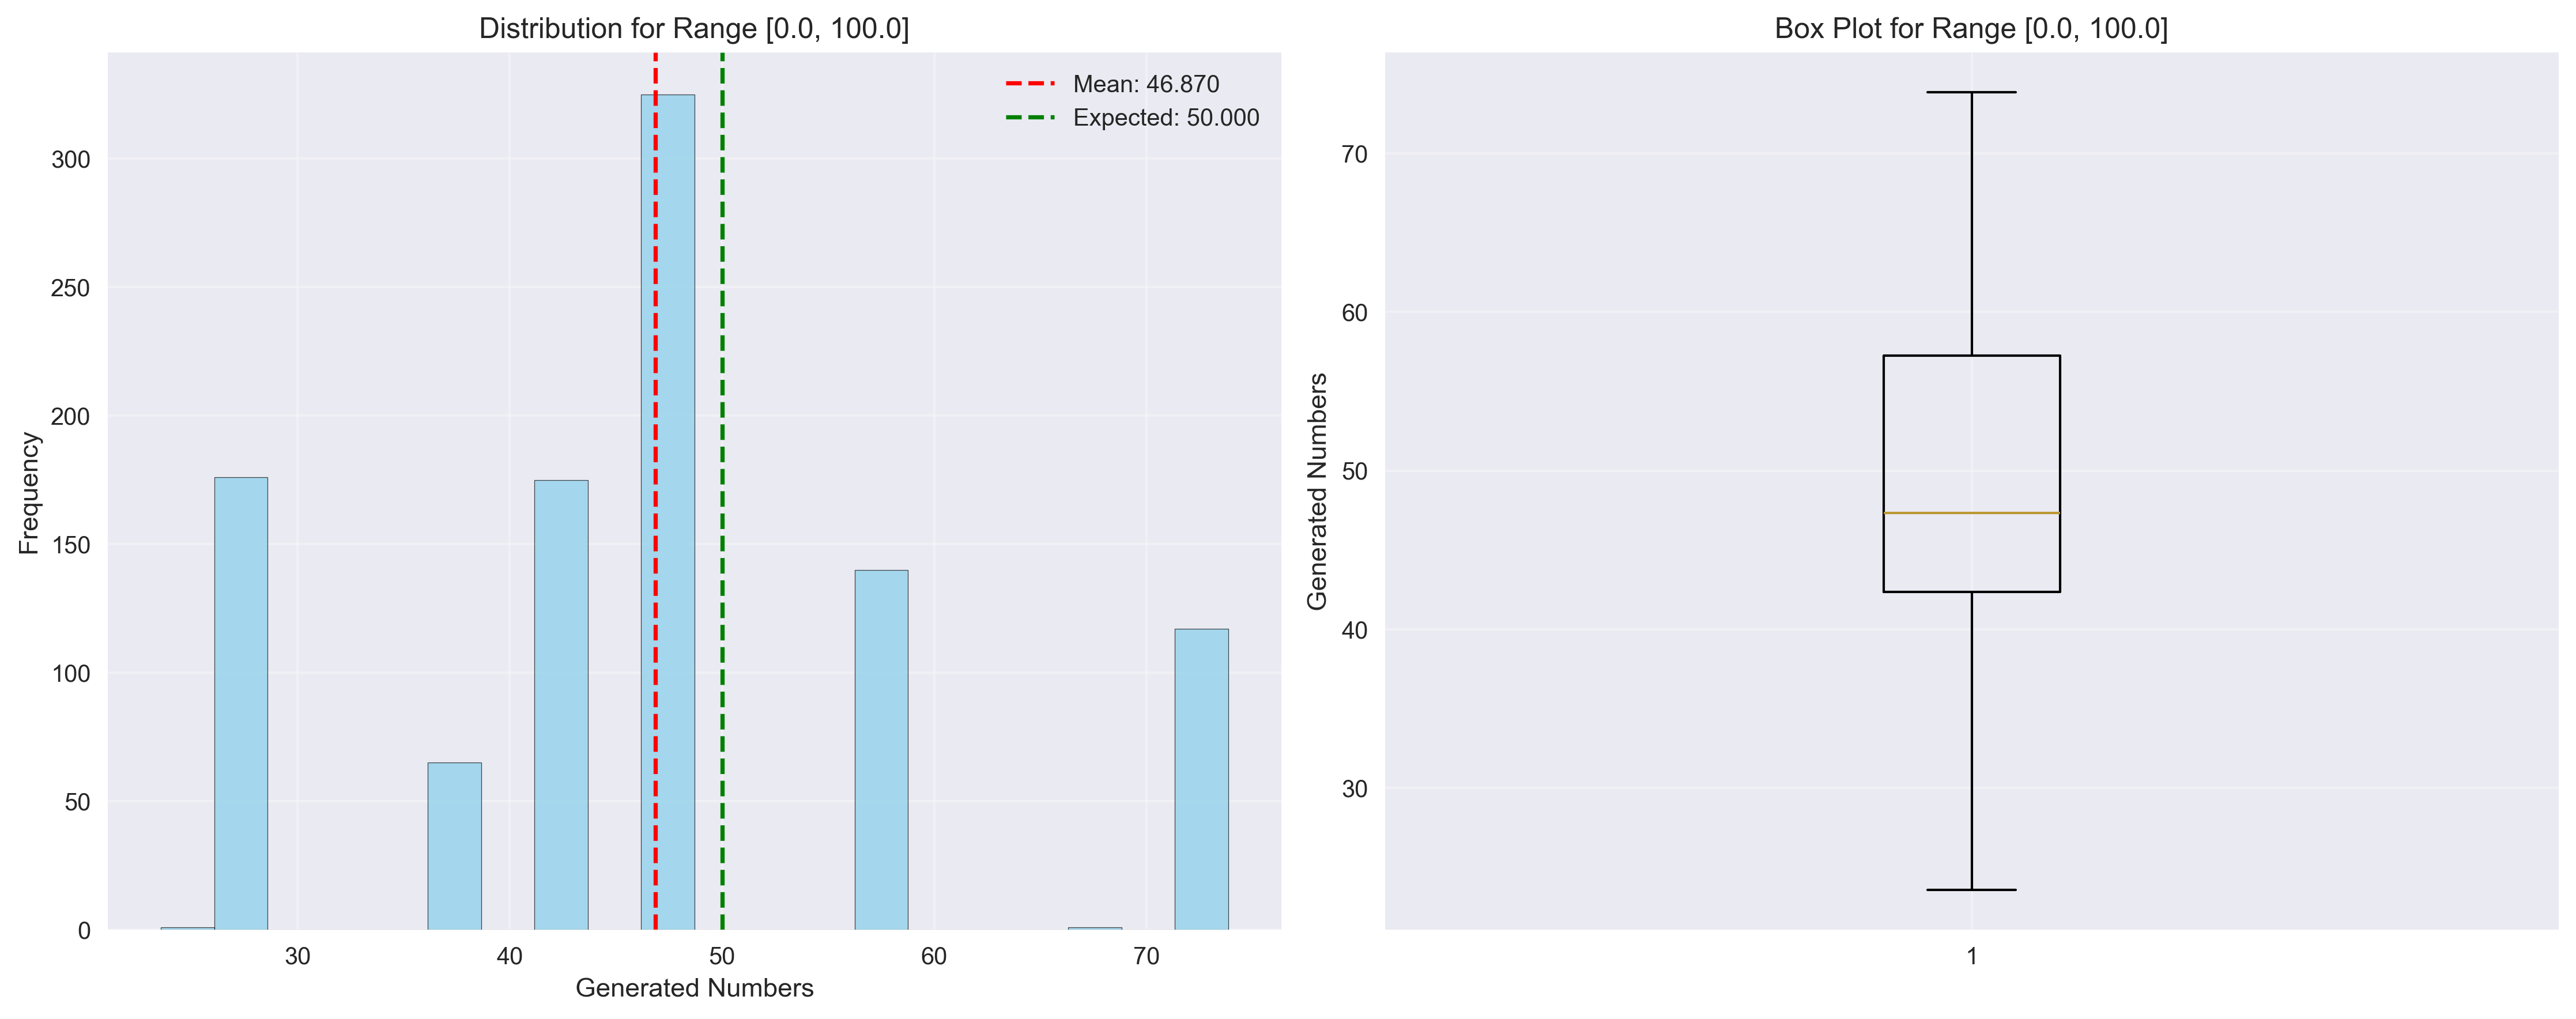 Distribution for Range [0.0, 100.0]
Mean: 46.870
Expected: 50.000
Frequency
300
250
200
150
100
50
0
30 40 50 60 70
Generated Numbers
Box Plot for Range [0.0, 100.0]
Generated Numbers
70
60
50
40
30
1